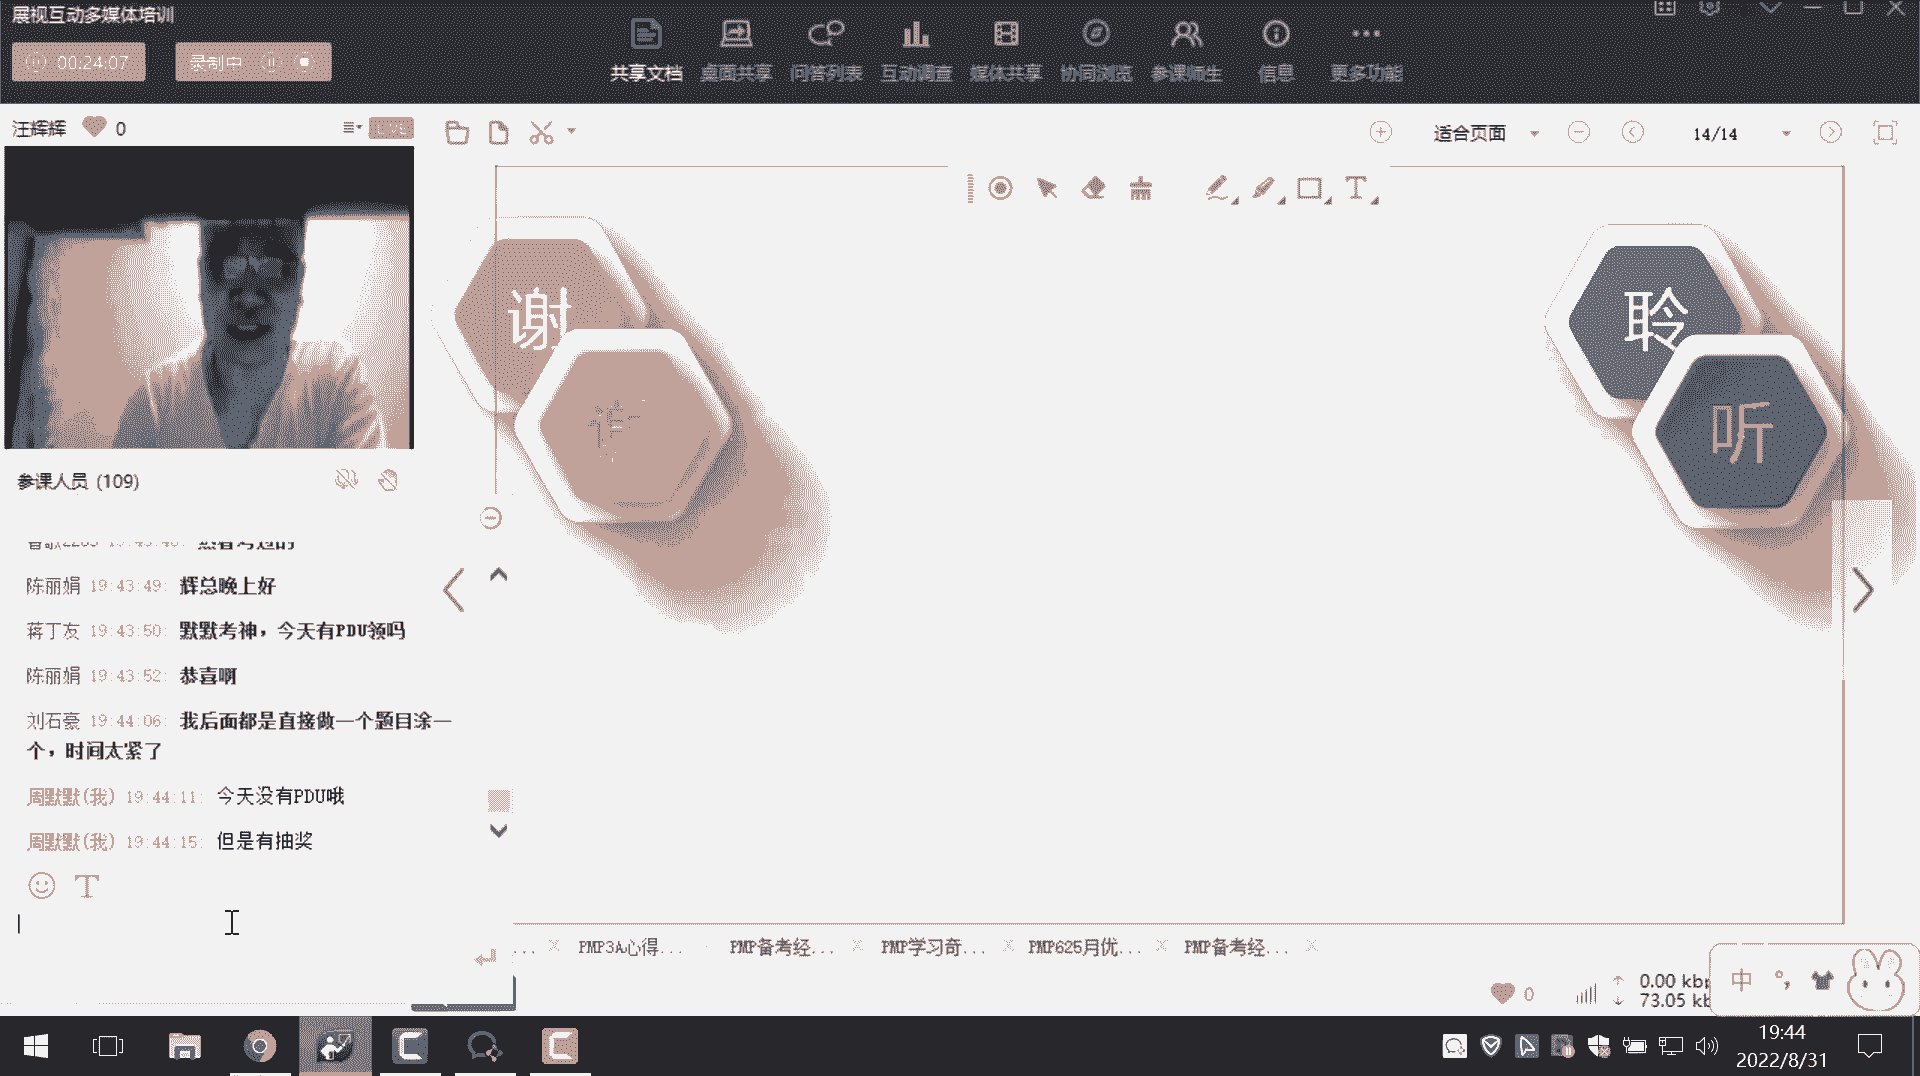 展视互动多媒体培训
00:24:07
录制中
共享文档 桌面共享 问答列表 互动调查 媒体共享 协同浏览 参课师生 信息 更多功能
汪辉辉 0
LIVE
适合页面
14/14
谢
聆
听
参课人员 (109)
陈丽娟 19:43:49: 辉总晚上好
蒋丁友 19:43:50: 默默考神，今天有PDU领吗
陈丽娟 19:43:52: 恭喜啊
刘石豪 19:44:06: 我后面都是直接做一个题目涂一
个，时间太紧了
周默默(我) 19:44:11: 今天没有PDU哦
周默默(我) 19:44:15: 但是有抽奖
... PMP3A心得... PMP备考经... PMP学习奇... PMP625月优... PMP备考经...
0
0.00 kb
73.05 kb
中
19:44
2022/8/31